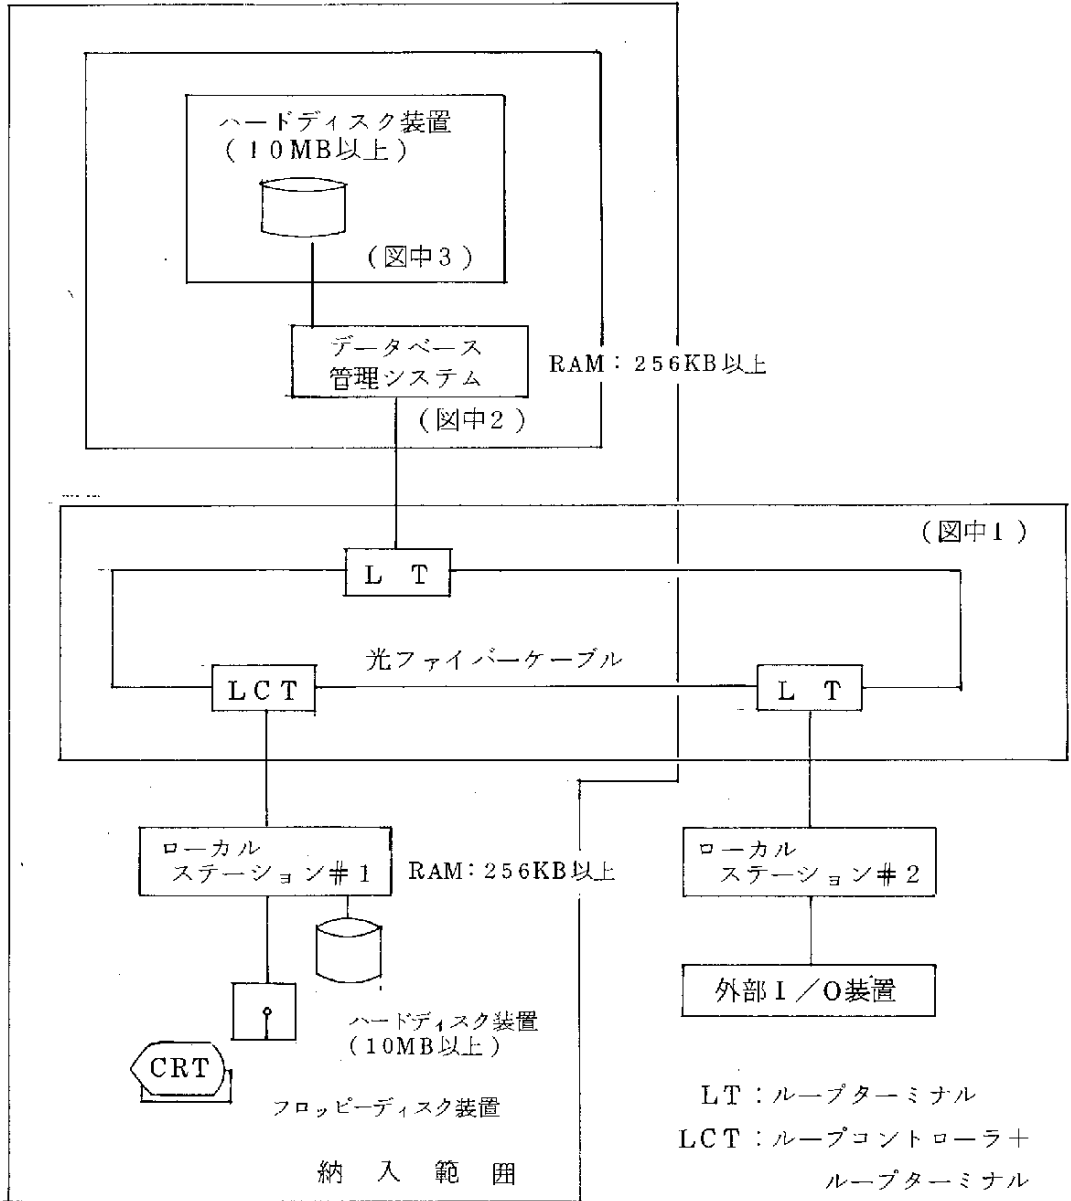 ハードディスク装置
(10MB以上)
(図中3)
データベース
管理システム
RAM:256KB以上
(図中2)
(図中1)
L T
光ファイバーケーブル
LCT
L T
ローカル
ステーション#1
RAM:256KB以上
ローカル
ステーション#2
外部I/O装置
ハードディスク装置
(10MB以上)
CRT
フロッピーディスク装置
LT:ループターミナル
LCT:ループコントローラ+
ループターミナル
納入範囲